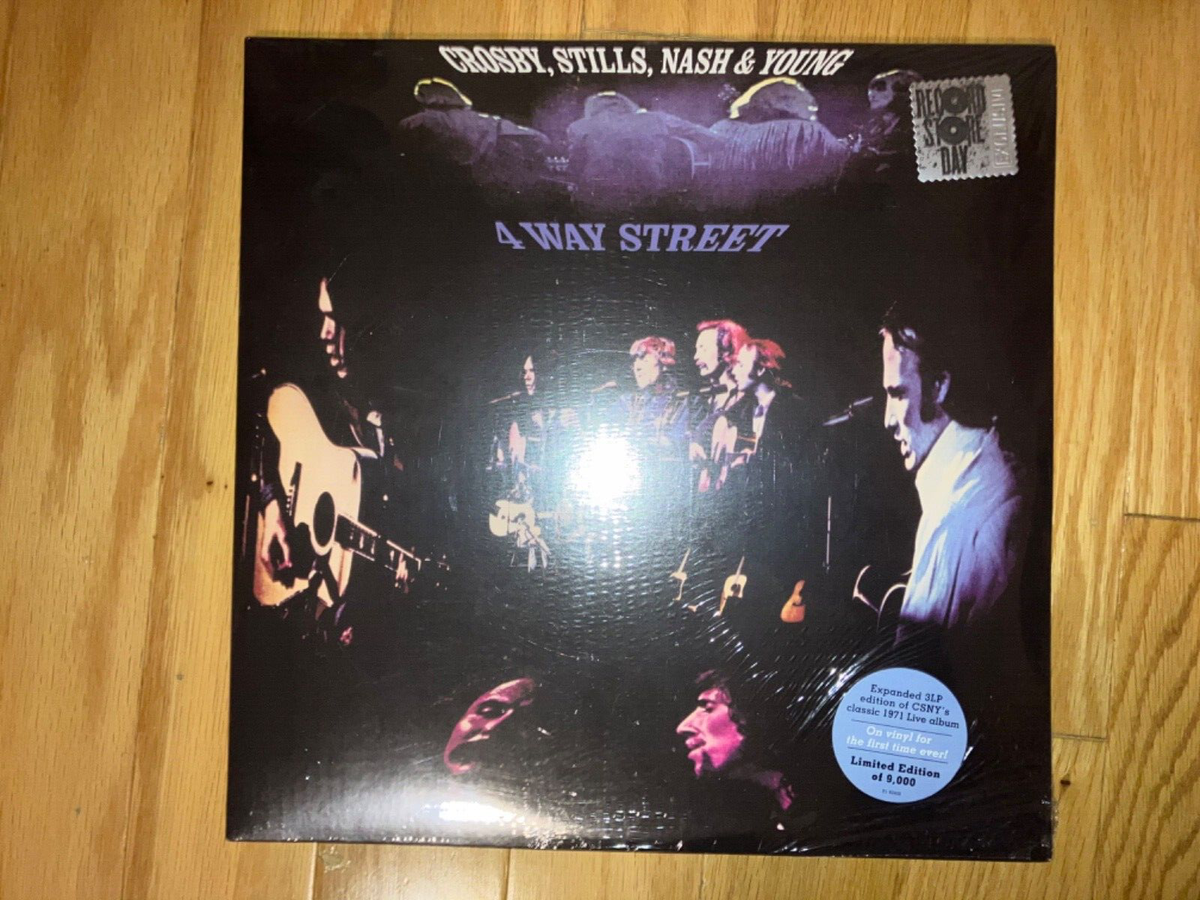 CROSBY, STILLS, NASH & YOUNG
RECORD
STORE
DAY
EXCLUSIVE
4 WAY STREET
Expanded 3LP
edition of CSNY's
classic 1971 Live album
On vinyl for
the first time ever!
Limited Edition
of 9,000